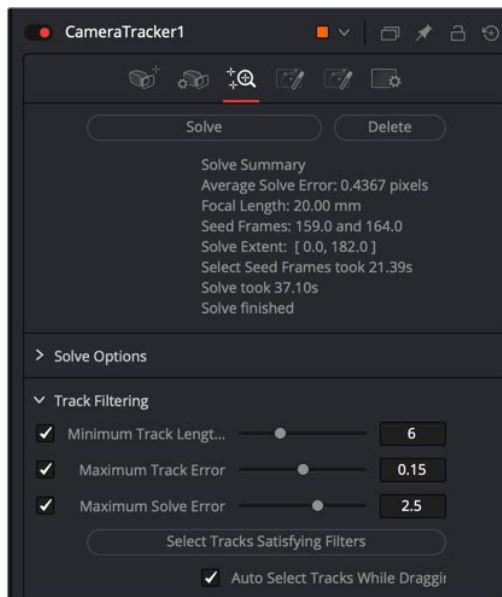 CameraTracker1
Solve Delete
Solve Summary
Average Solve Error: 0.4367 pixels
Focal Length: 20.00 mm
Seed Frames: 159.0 and 164.0
Solve Extent: [ 0.0, 182.0 ]
Select Seed Frames took 21.39s
Solve took 37.10s
Solve finished
Solve Options
Track Filtering
Minimum Track Lengt... 6
Maximum Track Error 0.15
Maximum Solve Error 2.5
Select Tracks Satisfying Filters
Auto Select Tracks While Draggin